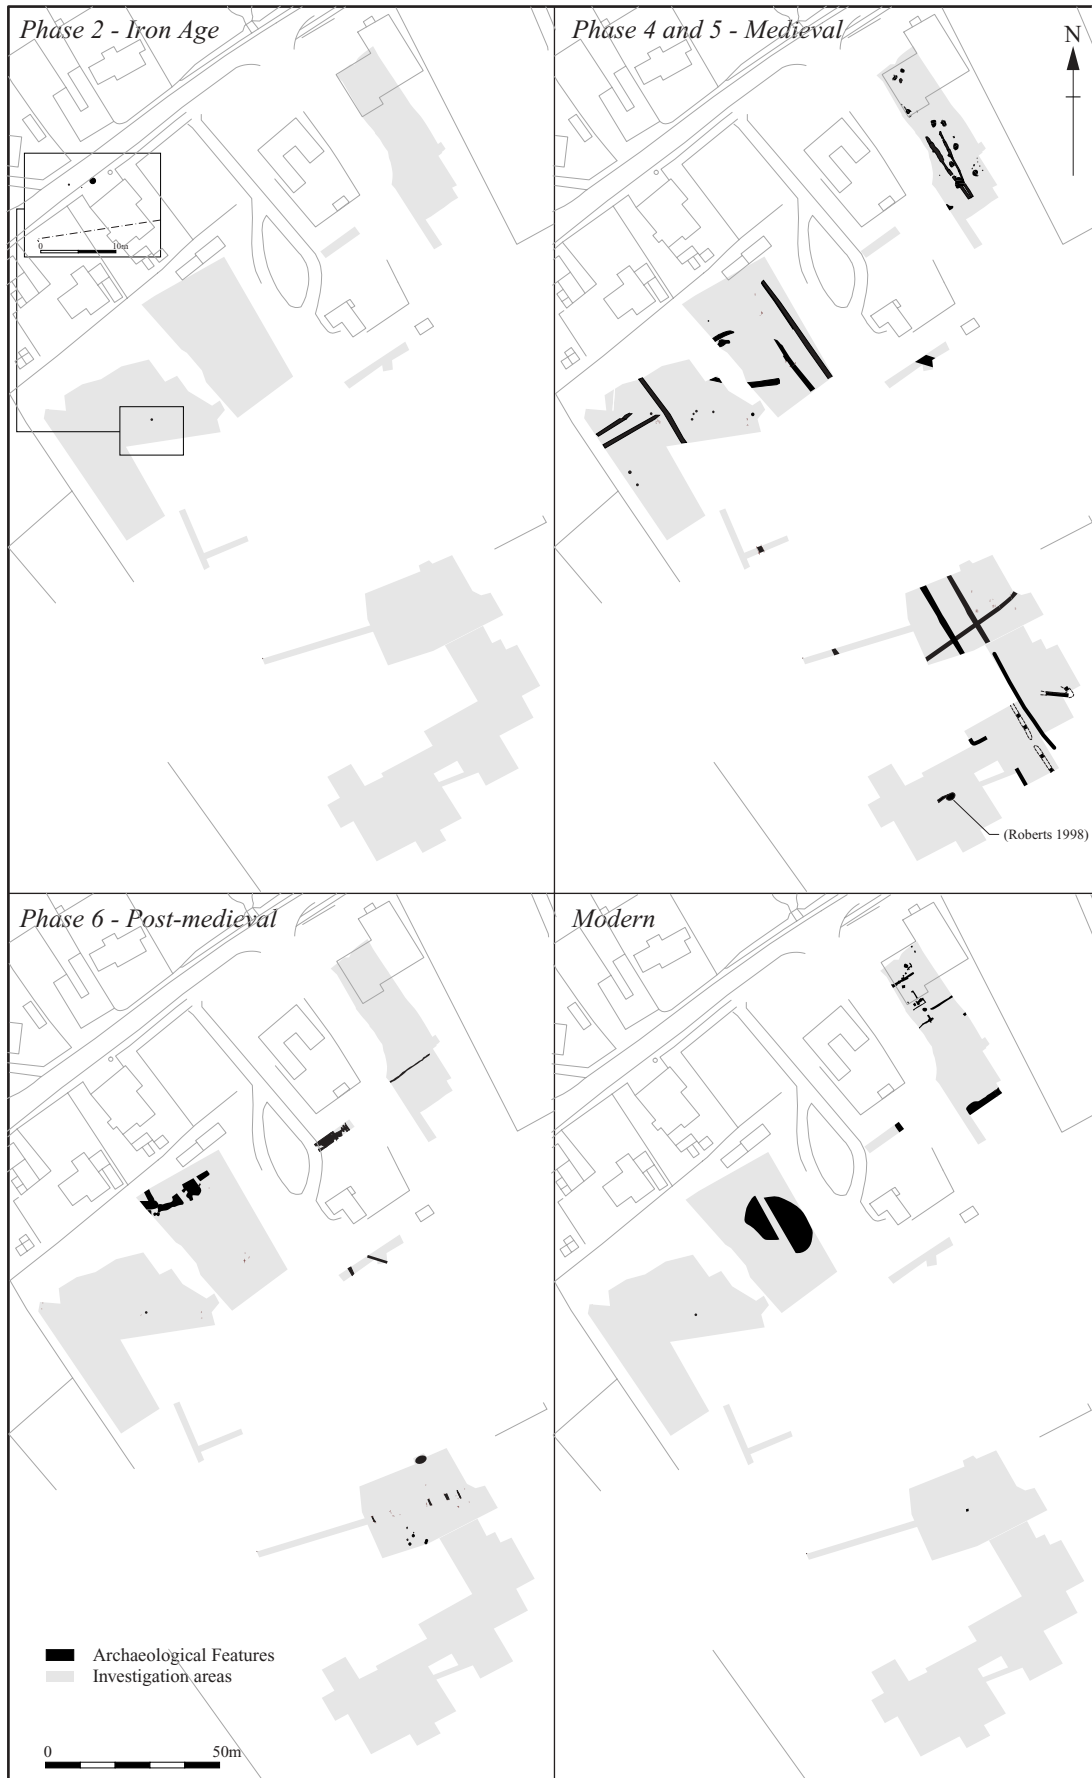 Phase 2 - Iron Age
0 10m
Phase 4 and 5 - Medieval
N
(Roberts 1998)
Phase 6 - Post-medieval
Archaeological Features
Investigation areas
0 50m
Modern